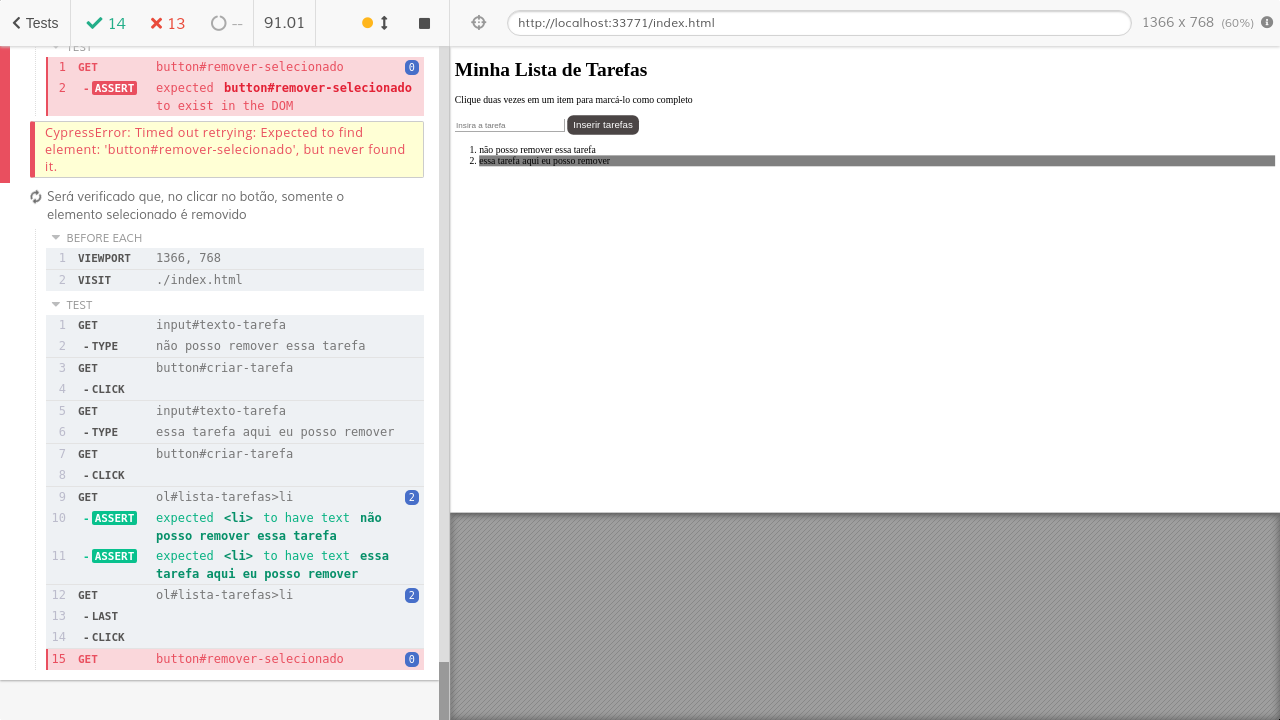 Tests
14
13
--
91.01
http://localhost:33771/index.html
1366 x 768 (60%)
TEST
1 GET button#remover-selecionado 0
2 - ASSERT expected button#remover-selecionado
to exist in the DOM
CypressError: Timed out retrying: Expected to find
element: 'button#remover-selecionado', but never found
it.
Será verificado que, no clicar no botão, somente o
elemento selecionado é removido
BEFORE EACH
1 VIEWPORT 1366, 768
2 VISIT ./index.html
TEST
1 GET input#texto-tarefa
2 - TYPE não posso remover essa tarefa
3 GET button#criar-tarefa
4 - CLICK
5 GET input#texto-tarefa
6 - TYPE essa tarefa aqui eu posso remover
7 GET button#criar-tarefa
8 - CLICK
9 GET ol#lista-tarefas>li 2
10 - ASSERT expected <li> to have text não
posso remover essa tarefa
11 - ASSERT expected <li> to have text essa
tarefa aqui eu posso remover
12 GET ol#lista-tarefas>li 2
13 - LAST
14 - CLICK
15 GET button#remover-selecionado 0
Minha Lista de Tarefas
Clique duas vezes em um item para marcá-lo como completo
Insira a tarefa
Inserir tarefas
1. não posso remover essa tarefa
2. essa tarefa aqui eu posso remover